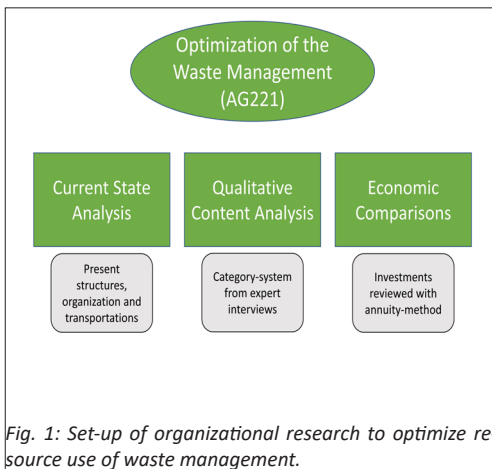 Optimization of the
Waste Management
(AG221)
Current State
Analysis
Qualitative
Content Analysis
Economic
Comparisons
Present
structures,
organization and
transportations
Category-system
from expert
interviews
Investments
reviewed with
annuity-method
Fig. 1: Set-up of organizational research to optimize re-
source use of waste management.